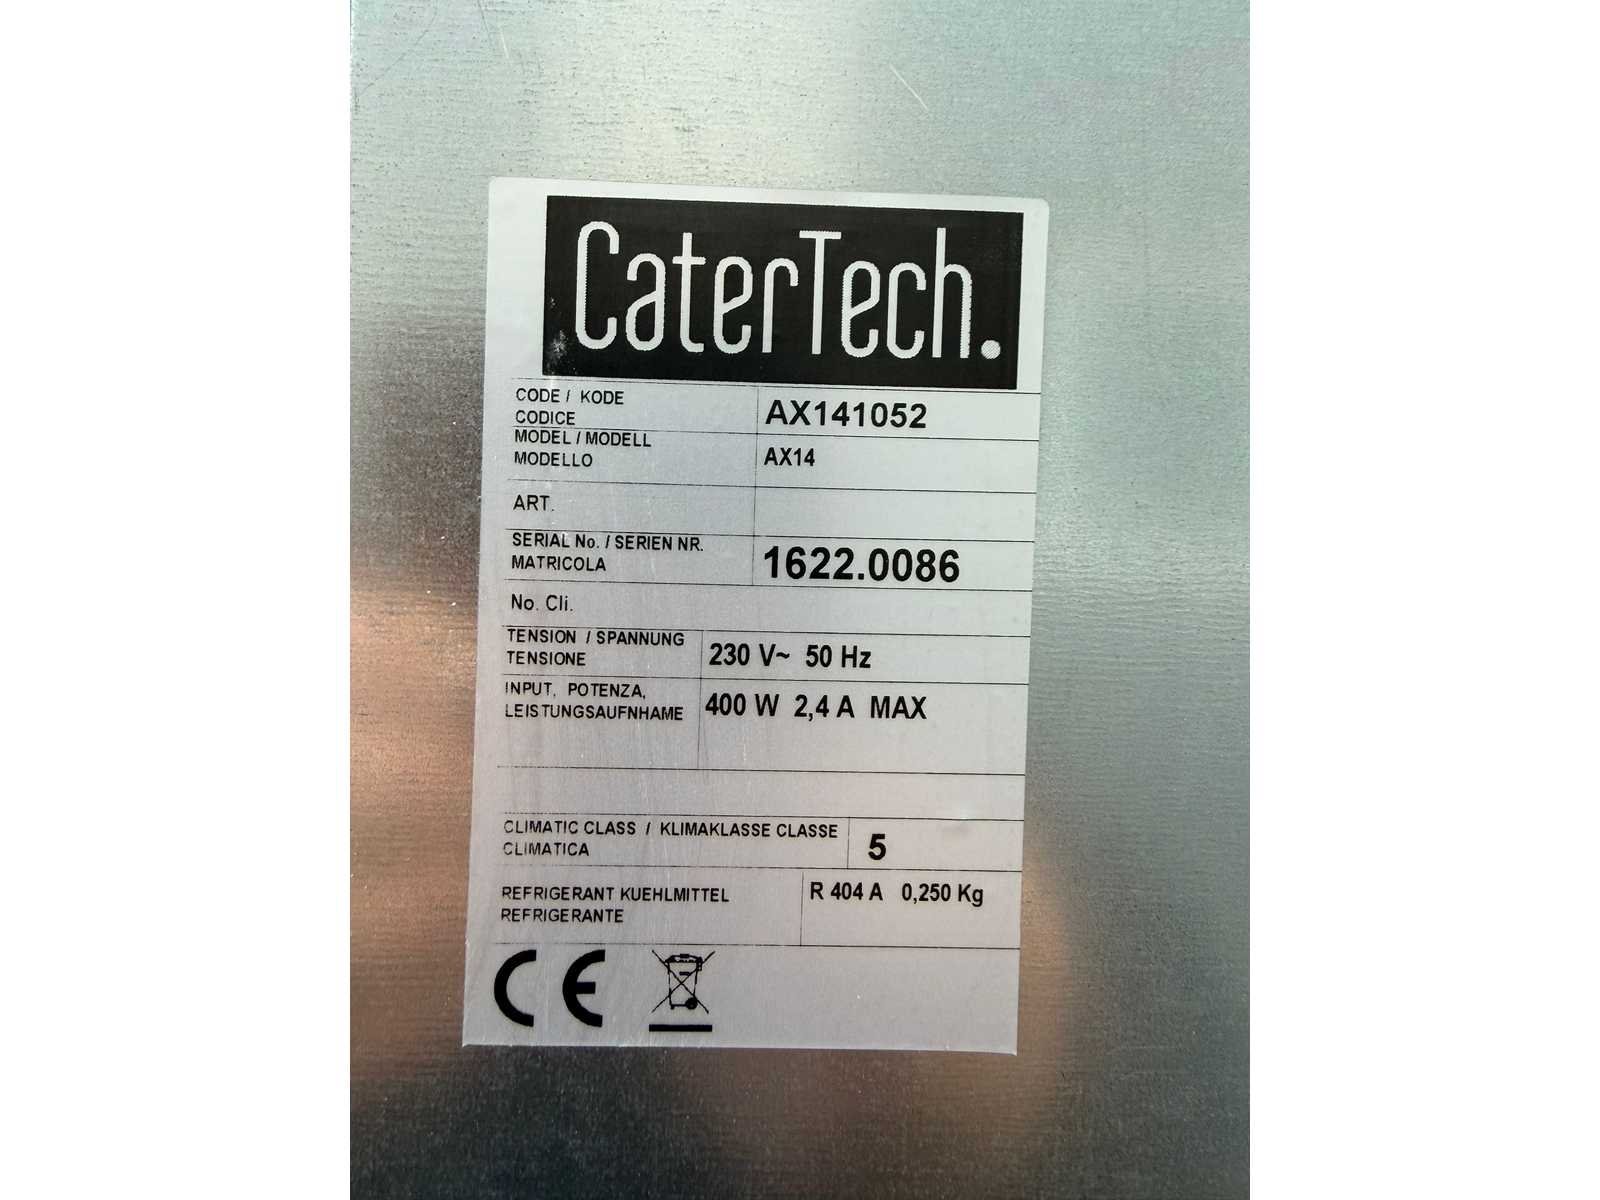 CaterTech.
CODE / KODE
CODICE
AX141052
MODEL / MODELL
MODELLO
AX14
ART.
SERIAL No. / SERIEN NR.
MATRICOLA
1622.0086
No. Cli.
TENSION / SPANNUNG
TENSIONE
230 V~ 50 Hz
INPUT, POTENZA,
LEISTUNGSAUFNHAME
400 W 2,4 A MAX
CLIMATIC CLASS / KLIMAKLASSE CLASSE
CLIMATICA
5
REFRIGERANT KUEHLMITTEL
REFRIGERANTE
R 404 A 0,250 Kg
CE